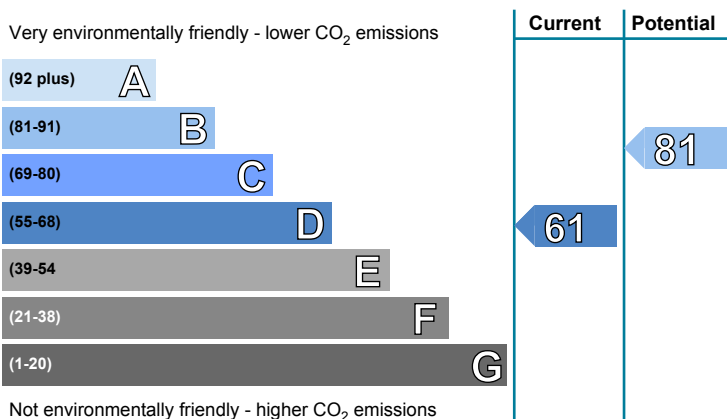 Very environmentally friendly - lower CO2 emissions
Current
Potential
(92 plus) A
(81-91) B
(69-80) C
(55-68) D
(39-54 E
(21-38) F
(1-20) G
81
61
Not environmentally friendly - higher CO2 emissions